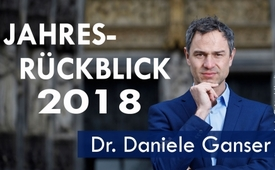 JAHRES-
RÜCKBLICK
2018
Dr. Daniele Ganser